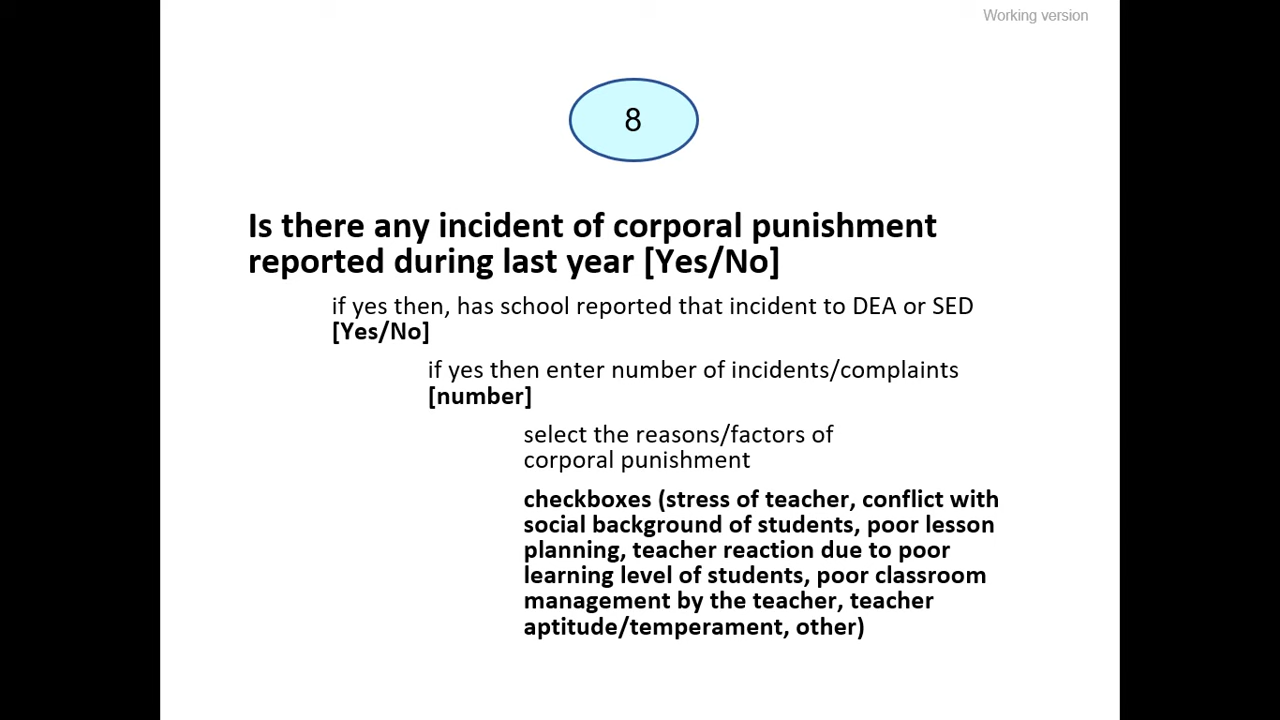 Working version
8
Is there any incident of corporal punishment
reported during last year [Yes/No]
if yes then, has school reported that incident to DEA or SED
[Yes/No]
if yes then enter number of incidents/complaints
[number]
select the reasons/factors of
corporal punishment
checkboxes (stress of teacher, conflict with
social background of students, poor lesson
planning, teacher reaction due to poor
learning level of students, poor classroom
management by the teacher, teacher
aptitude/temperament, other)